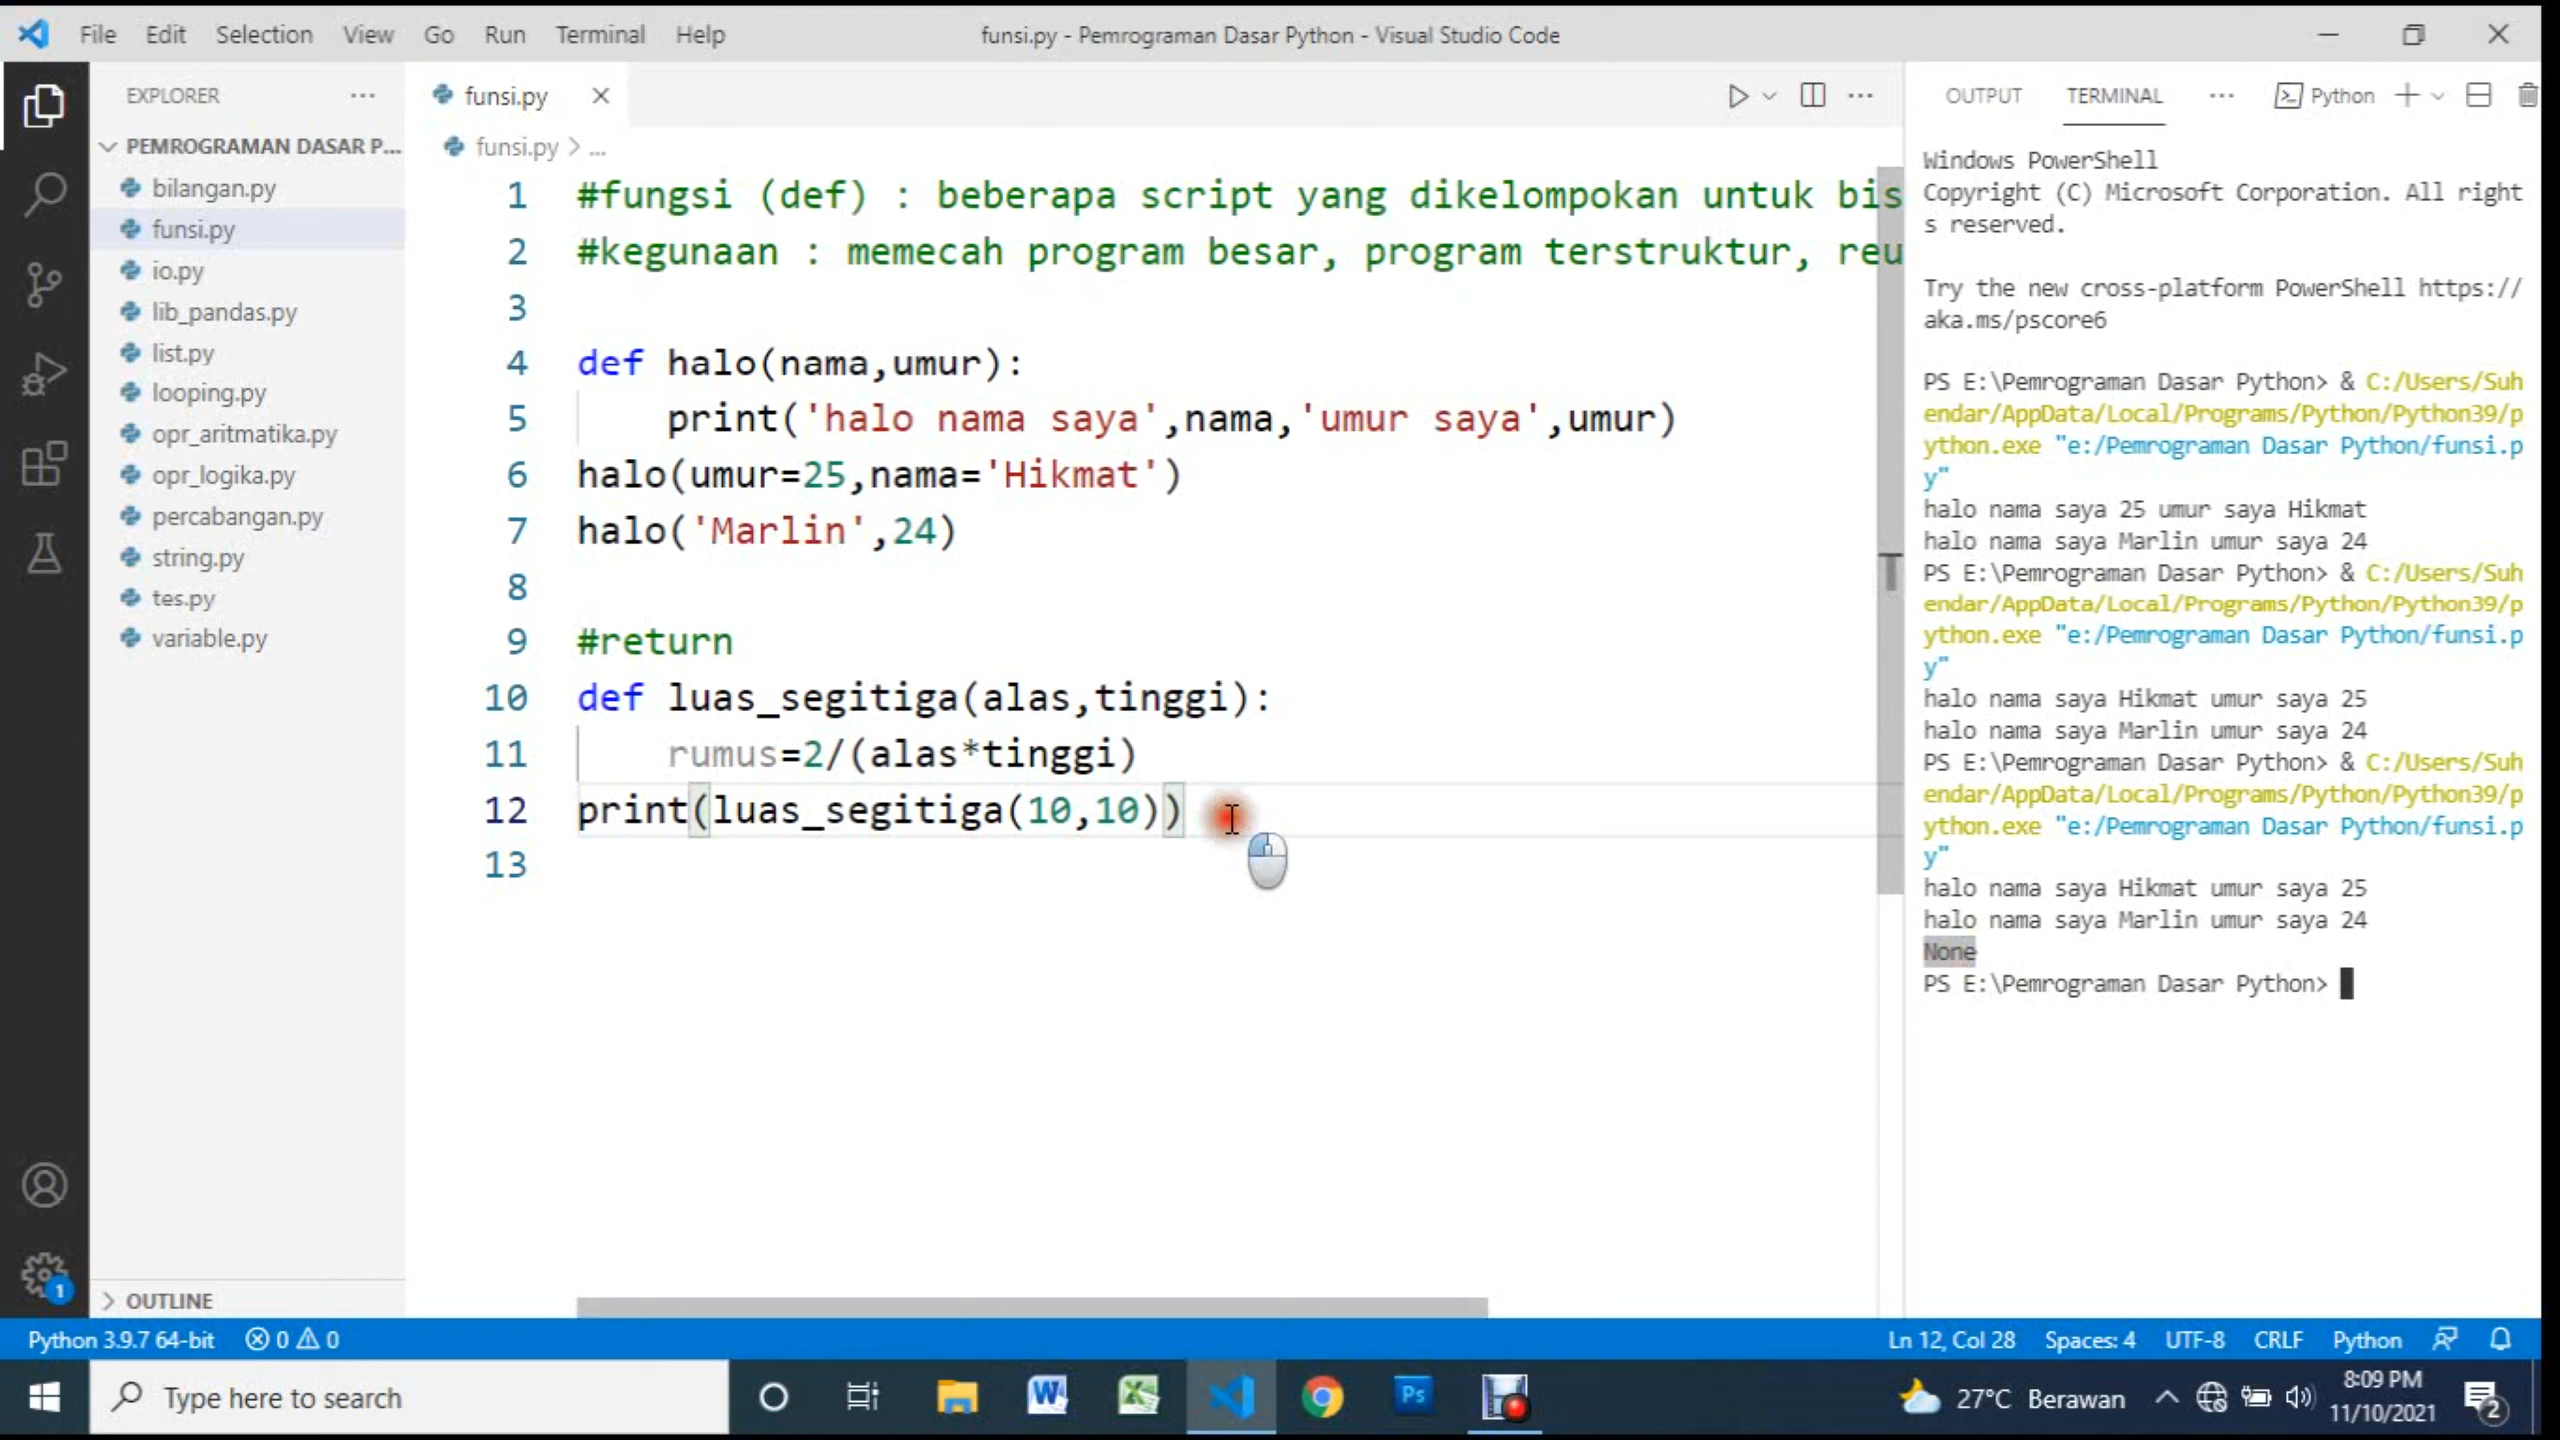 File Edit Selection View Go Run Terminal Help
funsi.py - Pemrograman Dasar Python - Visual Studio Code
EXPLORER
PEMROGRAMAN DASAR P...
bilangan.py
funsi.py
io.py
lib_pandas.py
list.py
looping.py
opr_aritmatika.py
opr_logika.py
percabangan.py
string.py
tes.py
variable.py
OUTLINE
funsi.py
funsi.py > ...
1 #fungsi (def) : beberapa script yang dikelompokan untuk bis
2 #kegunaan : memecah program besar, program terstruktur, reu
3
4 def halo(nama,umur):
5     print('halo nama saya',nama,'umur saya',umur)
6 halo(umur=25,nama='Hikmat')
7 halo('Marlin',24)
8
9 #return
10 def luas_segitiga(alas,tinggi):
11     rumus=2/(alas*tinggi)
12 print(luas_segitiga(10,10))
13
OUTPUT TERMINAL ... Python
Windows PowerShell
Copyright (C) Microsoft Corporation. All right
s reserved.
Try the new cross-platform PowerShell https://
aka.ms/pscore6
PS E:\Pemrograman Dasar Python> & C:/Users/Suh
endar/AppData/Local/Programs/Python/Python39/p
ython.exe "e:/Pemrograman Dasar Python/funsi.p
y"
halo nama saya 25 umur saya Hikmat
halo nama saya Marlin umur saya 24
PS E:\Pemrograman Dasar Python> & C:/Users/Suh
endar/AppData/Local/Programs/Python/Python39/p
ython.exe "e:/Pemrograman Dasar Python/funsi.p
y"
halo nama saya Hikmat umur saya 25
halo nama saya Marlin umur saya 24
PS E:\Pemrograman Dasar Python> & C:/Users/Suh
endar/AppData/Local/Programs/Python/Python39/p
ython.exe "e:/Pemrograman Dasar Python/funsi.p
y"
halo nama saya Hikmat umur saya 25
halo nama saya Marlin umur saya 24
None
PS E:\Pemrograman Dasar Python>
1
Python 3.9.7 64-bit 0 0
Ln 12, Col 28 Spaces: 4 UTF-8 CRLF Python
Type here to search
W
X
Ps
27°C Berawan
8:09 PM
11/10/2021
2